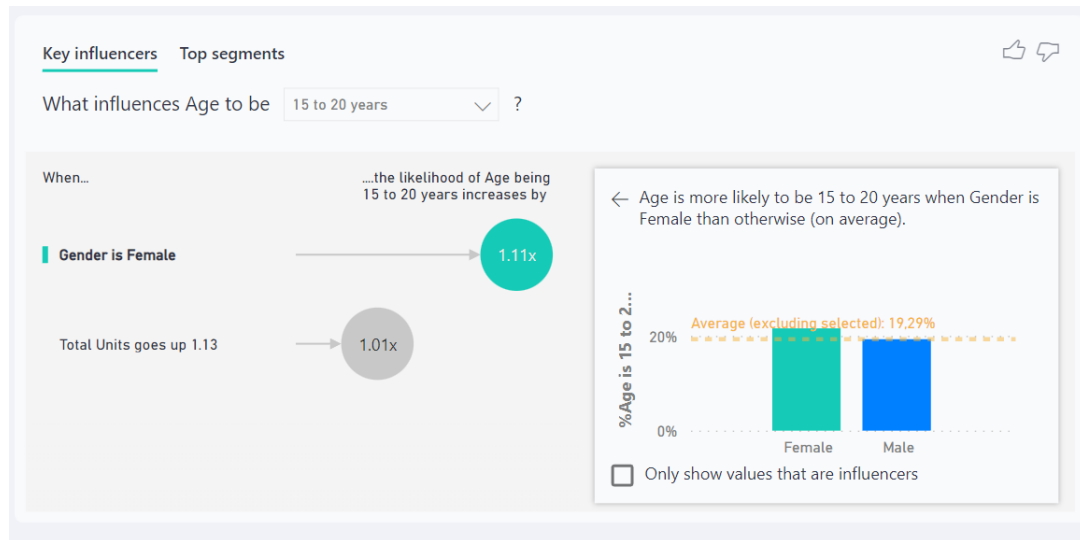 Key influencers Top segments
What influences Age to be 15 to 20 years ?
When...
....the likelihood of Age being
15 to 20 years increases by
Gender is Female 1.11x
Total Units goes up 1.13 1.01x
Age is more likely to be 15 to 20 years when Gender is
Female than otherwise (on average).
%Age is 15 to 2...
Average (excluding selected): 19,29%
20%
0%
Female Male
Only show values that are influencers